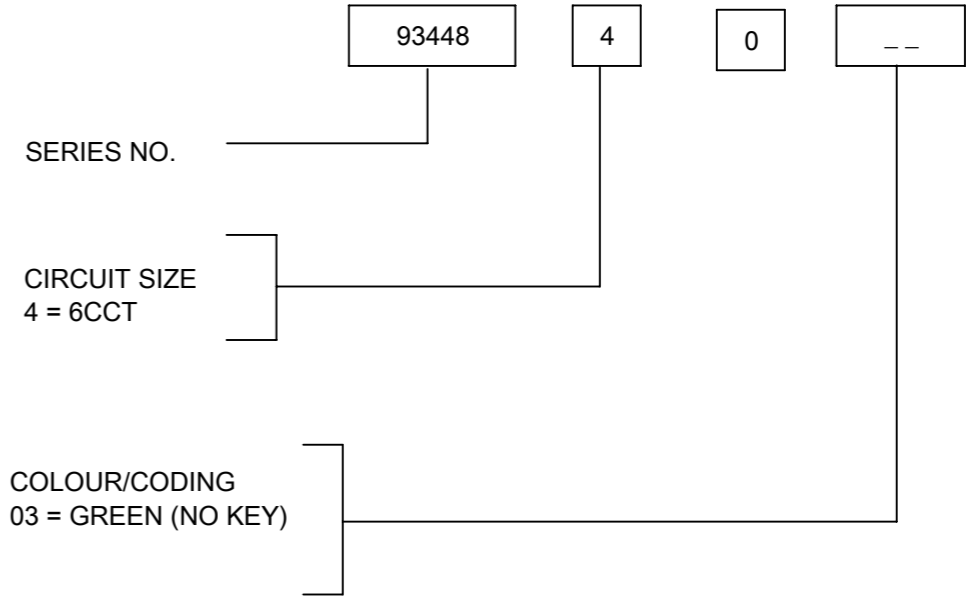 93448 4 0 _ _
SERIES NO.
CIRCUIT SIZE
4 = 6CCT
COLOUR/CODING
03 = GREEN (NO KEY)